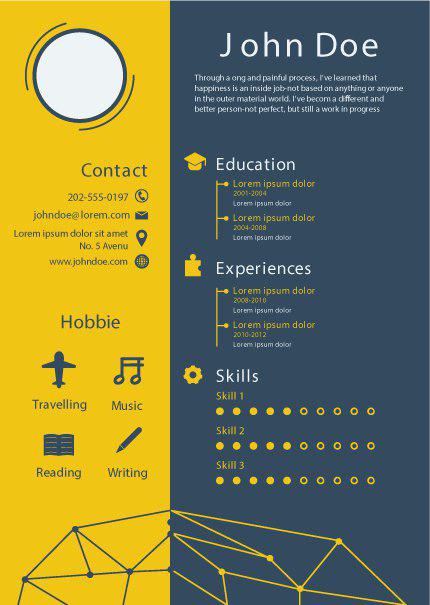 John Doe
Through a ong and painful process, I've learned that
happiness is an inside job-not based on anything or anyone
in the outer material world. I've becom a different and
better person-not perfect, but still a work in progress
Contact
202-555-0197
johndoe@lorem.com
Lorem ipsum dolor sit amet
No. 5 Avenu
www.johndoe.com
Hobbie
Travelling
Music
Reading
Writing
Education
Lorem ipsum dolor
2001-2004
Lorem ipsum dolor
Lorem ipsum dolor
2004-2008
Lorem ipsum dolor
Experiences
Lorem ipsum dolor
2008-2010
Lorem ipsum dolor
Lorem ipsum dolor
2010-2012
Lorem ipsum dolor
Skills
Skill 1
Skill 2
Skill 3